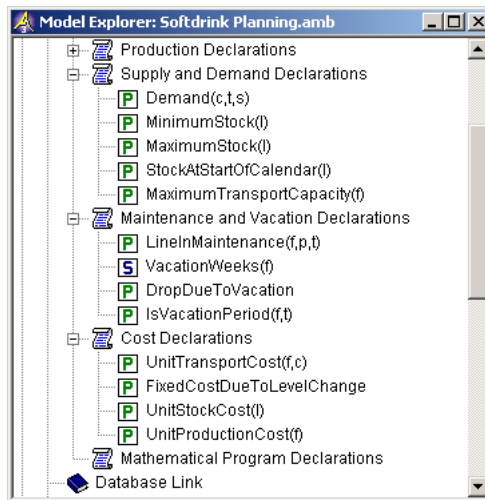 Model Explorer: Softdrink Planning.amb
Production Declarations
Supply and Demand Declarations
P Demand(c,t,s)
P MinimumStock(l)
P MaximumStock(l)
P StockAtStartOfCalendar(l)
P MaximumTransportCapacity(f)
Maintenance and Vacation Declarations
P LineInMaintenance(f,p,t)
S VacationWeeks(f)
P DropDueToVacation
P IsVacationPeriod(f,t)
Cost Declarations
P UnitTransportCost(f,c)
P FixedCostDueToLevelChange
P UnitStockCost(l)
P UnitProductionCost(f)
Mathematical Program Declarations
Database Link